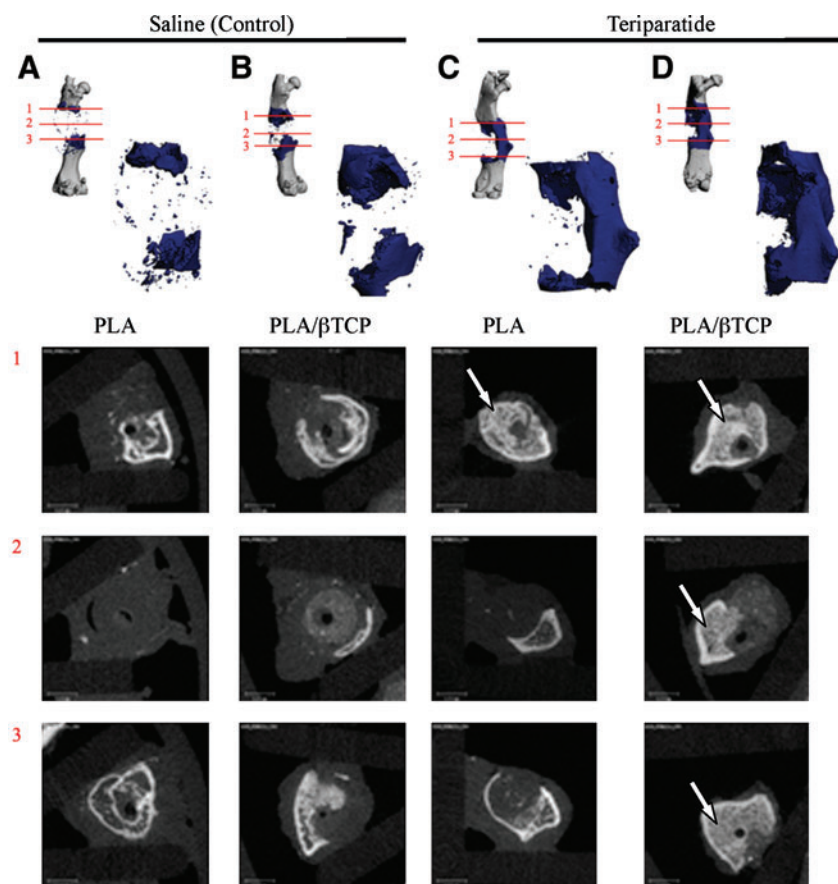 Saline (Control) Teriparatide
A B C D
1 1 1 1
2 2 2 2
3 3 3 3
PLA PLA/βTCP PLA PLA/βTCP
1
2
3